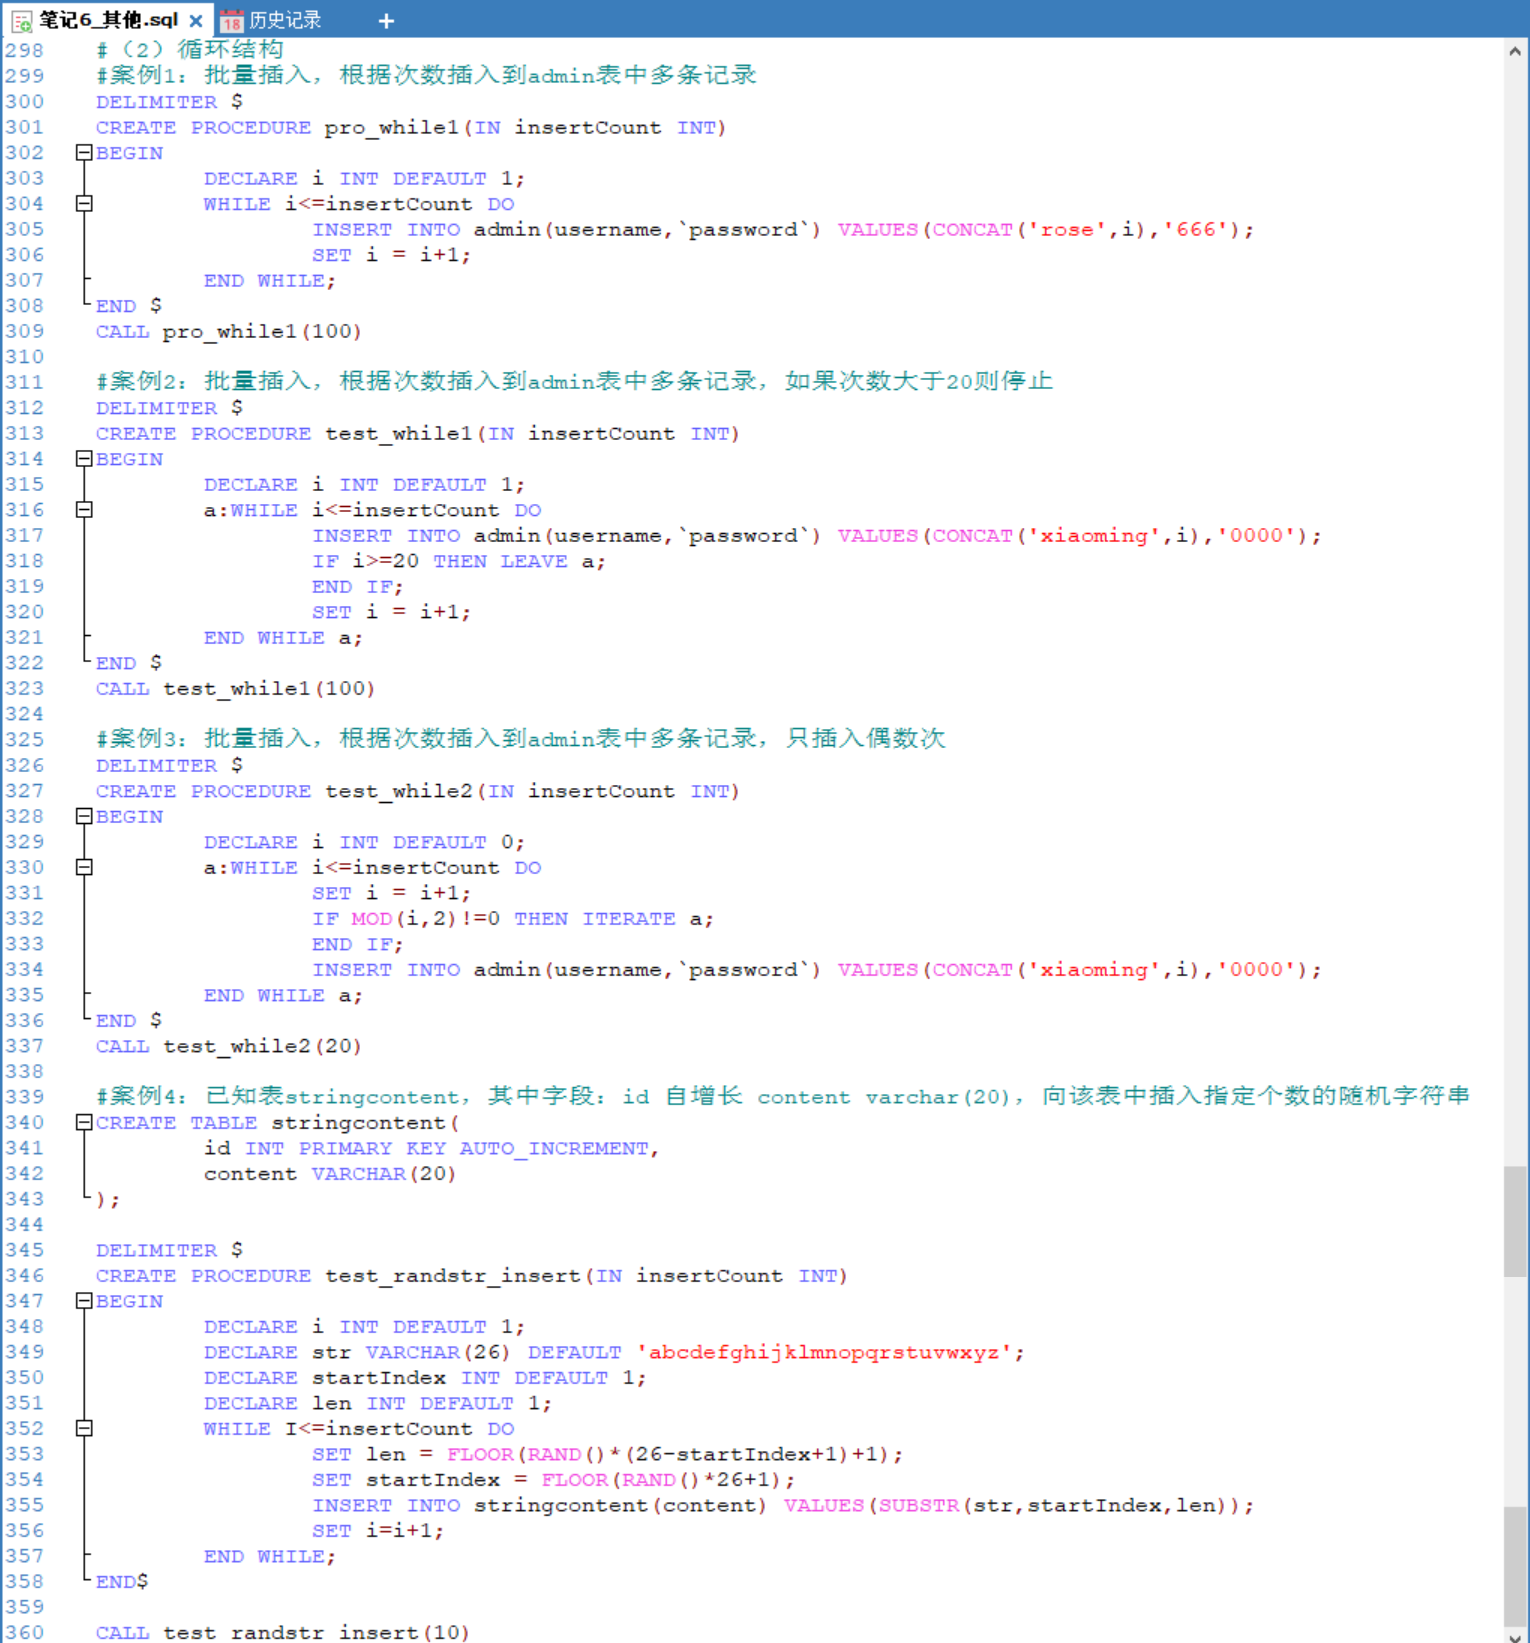 笔记6_其他.sql × 18 历史记录 +
298 #（2）循环结构
299 #案例1：批量插入，根据次数插入到admin表中多条记录
300 DELIMITER $
301 CREATE PROCEDURE pro_while1(IN insertCount INT)
302 BEGIN
303 DECLARE i INT DEFAULT 1;
304 WHILE i<=insertCount DO
305 INSERT INTO admin(username,`password`) VALUES(CONCAT('rose',i),'666');
306 SET i = i+1;
307 END WHILE;
308 END $
309 CALL pro_while1(100)
310
311 #案例2：批量插入，根据次数插入到admin表中多条记录，如果次数大于20则停止
312 DELIMITER $
313 CREATE PROCEDURE test_while1(IN insertCount INT)
314 BEGIN
315 DECLARE i INT DEFAULT 1;
316 a:WHILE i<=insertCount DO
317 INSERT INTO admin(username,`password`) VALUES(CONCAT('xiaoming',i),'0000');
318 IF i>=20 THEN LEAVE a;
319 END IF;
320 SET i = i+1;
321 END WHILE a;
322 END $
323 CALL test_while1(100)
324
325 #案例3：批量插入，根据次数插入到admin表中多条记录，只插入偶数次
326 DELIMITER $
327 CREATE PROCEDURE test_while2(IN insertCount INT)
328 BEGIN
329 DECLARE i INT DEFAULT 0;
330 a:WHILE i<=insertCount DO
331 SET i = i+1;
332 IF MOD(i,2)!=0 THEN ITERATE a;
333 END IF;
334 INSERT INTO admin(username,`password`) VALUES(CONCAT('xiaoming',i),'0000');
335 END WHILE a;
336 END $
337 CALL test_while2(20)
338
339 #案例4：已知表stringcontent，其中字段：id 自增长 content varchar(20)，向该表中插入指定个数的随机字符串
340 CREATE TABLE stringcontent(
341 id INT PRIMARY KEY AUTO_INCREMENT,
342 content VARCHAR(20)
343 );
344
345 DELIMITER $
346 CREATE PROCEDURE test_randstr_insert(IN insertCount INT)
347 BEGIN
348 DECLARE i INT DEFAULT 1;
349 DECLARE str VARCHAR(26) DEFAULT 'abcdefghijklmnopqrstuvwxyz';
350 DECLARE startIndex INT DEFAULT 1;
351 DECLARE len INT DEFAULT 1;
352 WHILE I<=insertCount DO
353 SET len = FLOOR(RAND()*(26-startIndex+1)+1);
354 SET startIndex = FLOOR(RAND()*26+1);
355 INSERT INTO stringcontent(content) VALUES(SUBSTR(str,startIndex,len));
356 SET i=i+1;
357 END WHILE;
358 END$
359
360 CALL test_randstr_insert(10)